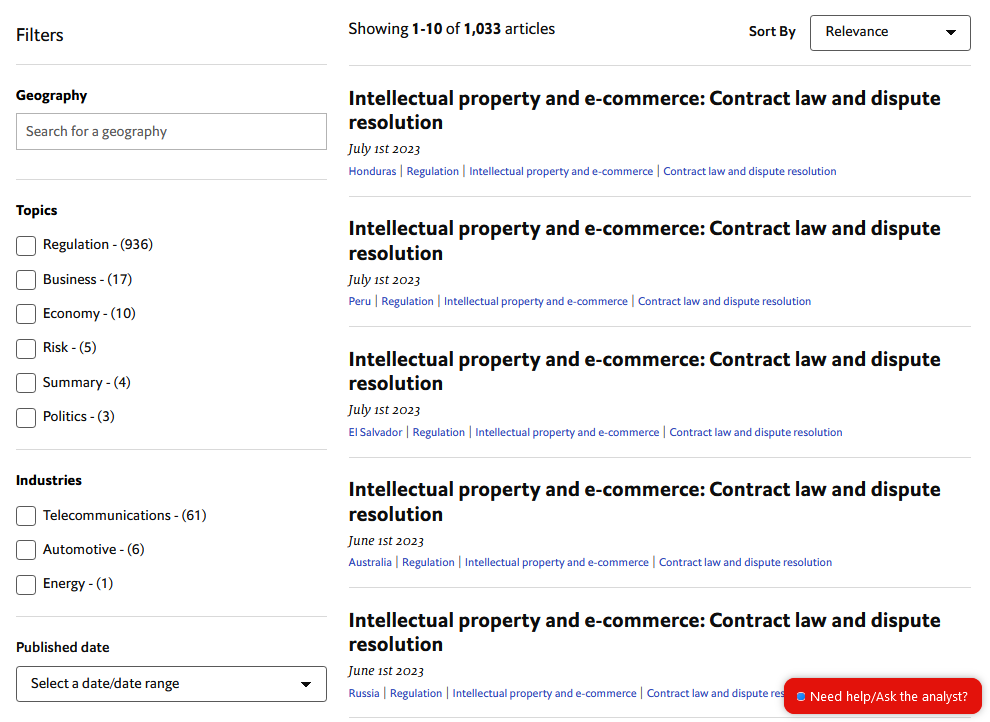 Filters
Geography
Search for a geography
Topics
Regulation - (936)
Business - (17)
Economy - (10)
Risk - (5)
Summary - (4)
Politics - (3)
Industries
Telecommunications - (61)
Automotive - (6)
Energy - (1)
Published date
Select a date/date range
Showing 1-10 of 1,033 articles
Sort By Relevance
Intellectual property and e-commerce: Contract law and dispute
resolution
July 1st 2023
Honduras | Regulation | Intellectual property and e-commerce | Contract law and dispute resolution
Intellectual property and e-commerce: Contract law and dispute
resolution
July 1st 2023
Peru | Regulation | Intellectual property and e-commerce | Contract law and dispute resolution
Intellectual property and e-commerce: Contract law and dispute
resolution
July 1st 2023
El Salvador | Regulation | Intellectual property and e-commerce | Contract law and dispute resolution
Intellectual property and e-commerce: Contract law and dispute
resolution
June 1st 2023
Australia | Regulation | Intellectual property and e-commerce | Contract law and dispute resolution
Intellectual property and e-commerce: Contract law and dispute
resolution
June 1st 2023
Russia | Regulation | Intellectual property and e-commerce | Contract law and dispute res
Need help/Ask the analyst?